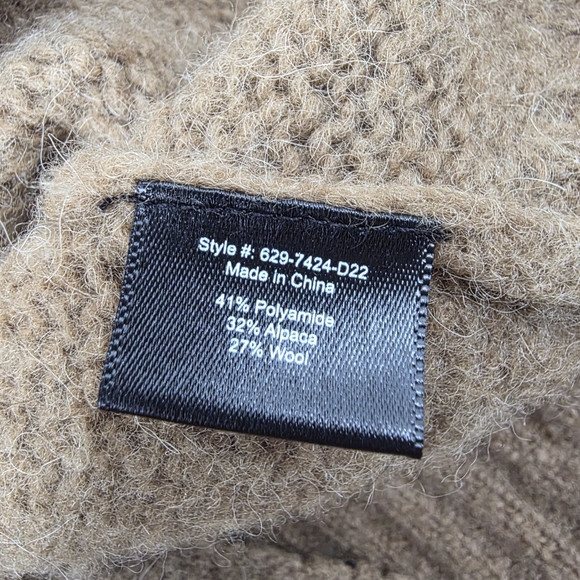 Style #: 629-7424-D22
Made in China
41% Polyamide
32% Alpaca
27% Wool